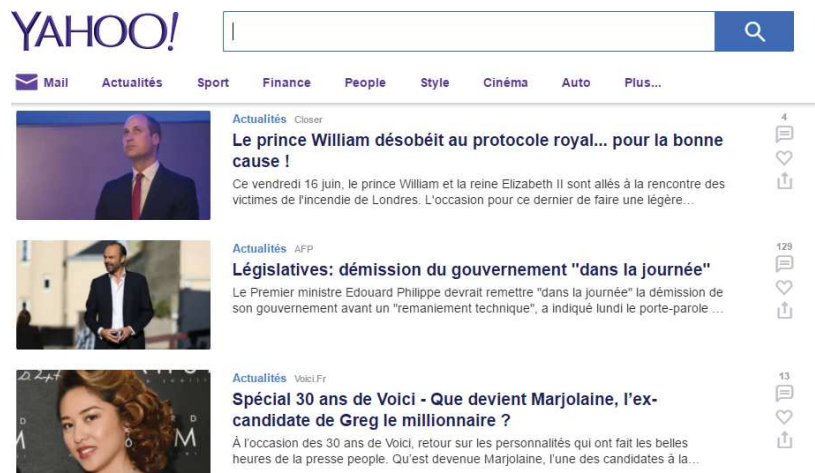 YAHOO!
Mail Actualités Sport Finance People Style Cinéma Auto Plus...
Actualités Closer
4
Le prince William désobéit au protocole royal... pour la bonne
cause !
Ce vendredi 16 juin, le prince William et la reine Elizabeth II sont allés à la rencontre des
victimes de l'incendie de Londres. L'occasion pour ce dernier de faire une légère...
Actualités AFP
129
Législatives: démission du gouvernement "dans la journée"
Le Premier ministre Edouard Philippe devrait remettre "dans la journée" la démission de
son gouvernement avant un "remaniement technique", a indiqué lundi le porte-parole ...
Actualités Voici.Fr
13
Spécial 30 ans de Voici - Que devient Marjolaine, l'ex-
candidate de Greg le millionnaire ?
À l'occasion des 30 ans de Voici, retour sur les personnalités qui ont fait les belles
heures de la presse people. Qu'est devenue Marjolaine, l'une des candidates à la...